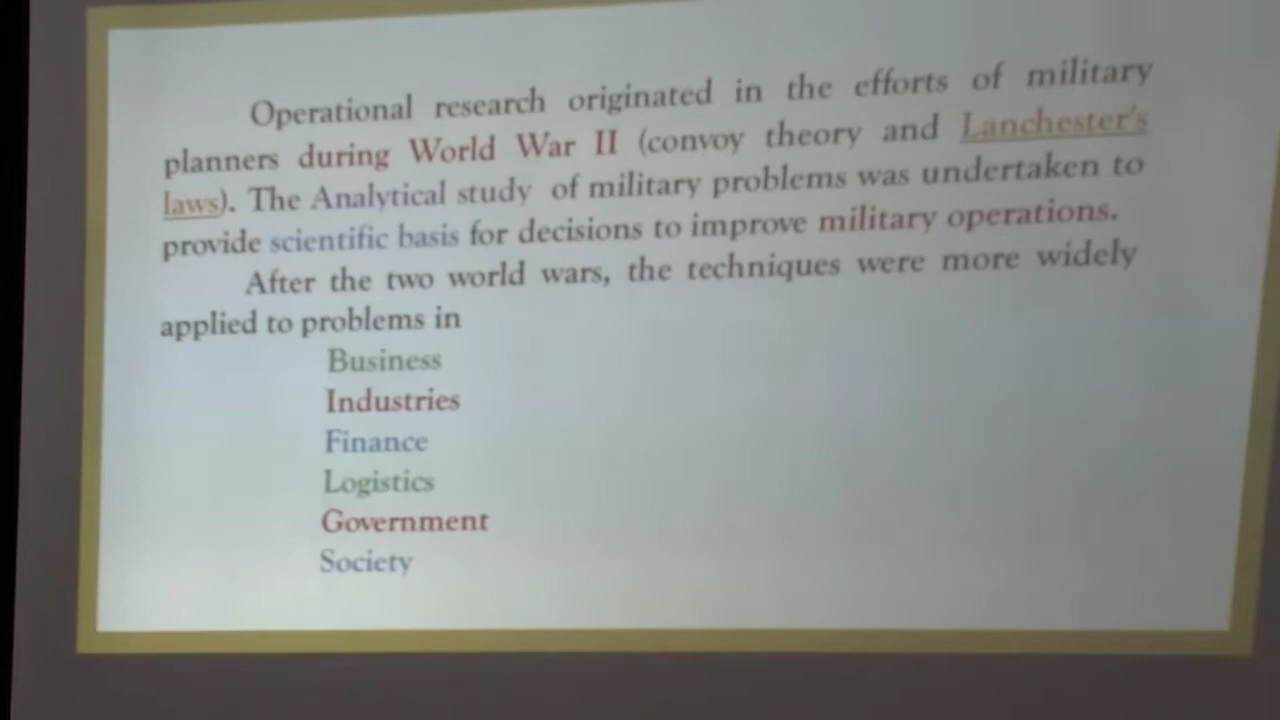 Operational research originated in the efforts of military
planners during World War II (convoy theory and Lanchester's
laws). The Analytical study of military problems was undertaken to
provide scientific basis for decisions to improve military operations.
After the two world wars, the techniques were more widely
applied to problems in
Business
Industries
Finance
Logistics
Government
Society